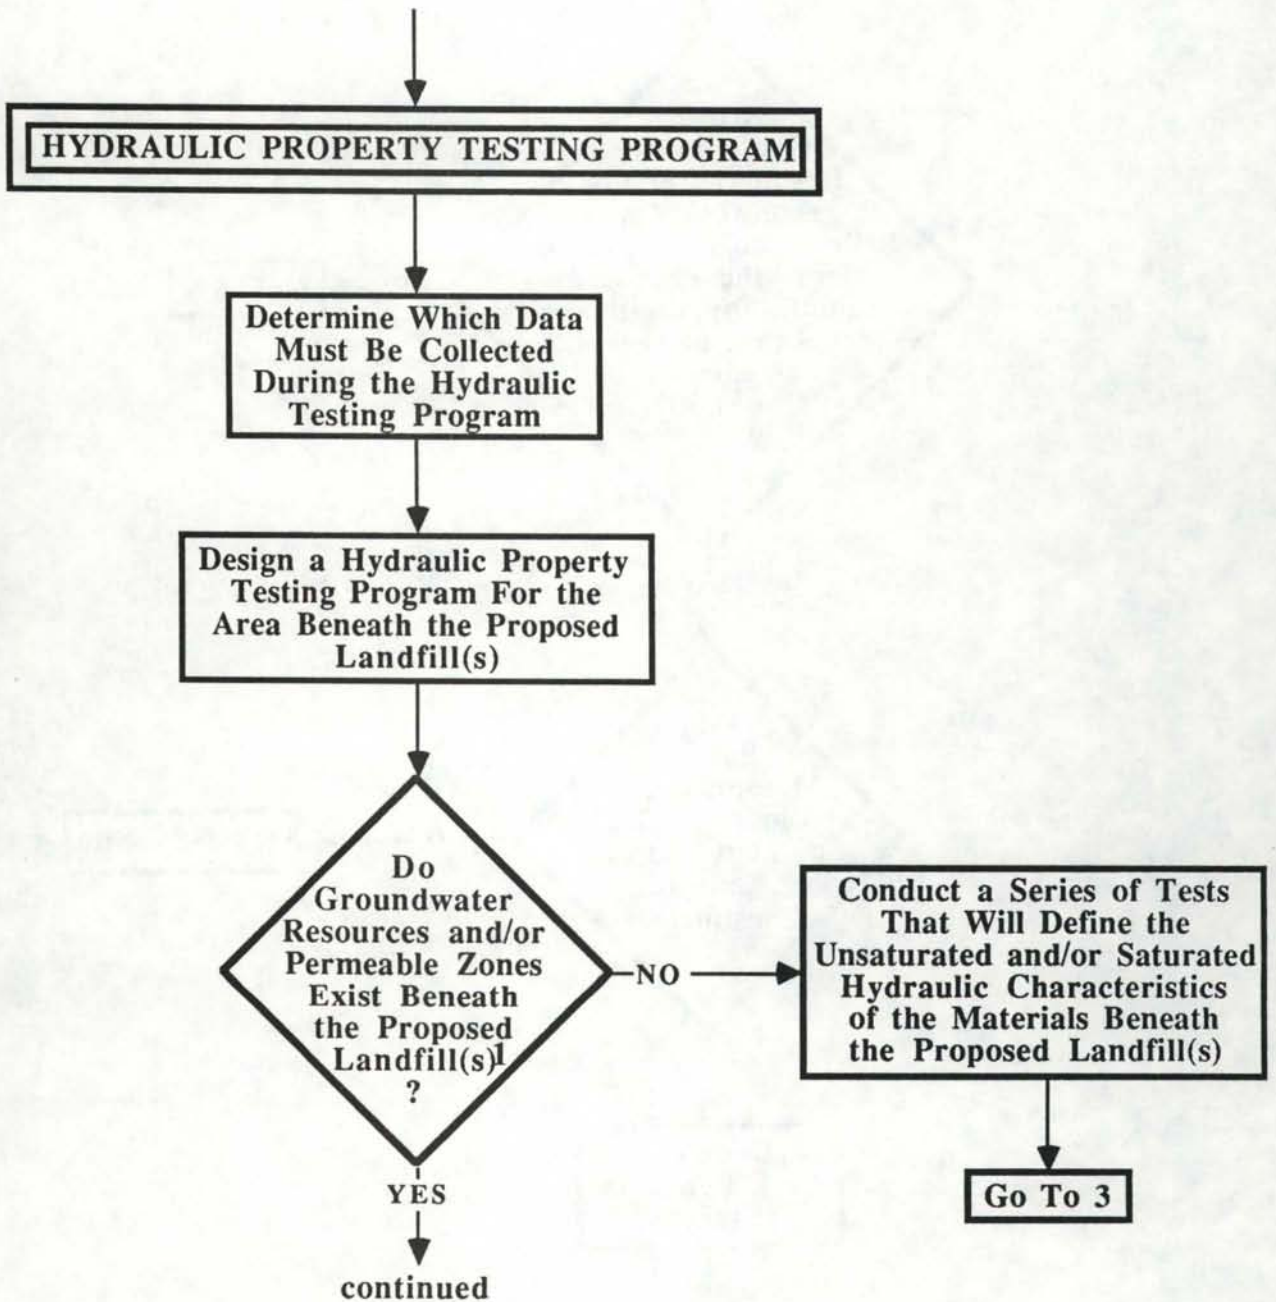 HYDRAULIC PROPERTY TESTING PROGRAM
Determine Which Data
Must Be Collected
During the Hydraulic
Testing Program
Design a Hydraulic Property
Testing Program For the
Area Beneath the Proposed
Landfill(s)
Do
Groundwater
Resources and/or
Permeable Zones
Exist Beneath
the Proposed
Landfill(s)1
?
NO
Conduct a Series of Tests
That Will Define the
Unsaturated and/or Saturated
Hydraulic Characteristics
of the Materials Beneath
the Proposed Landfill(s)
Go To 3
YES
continued